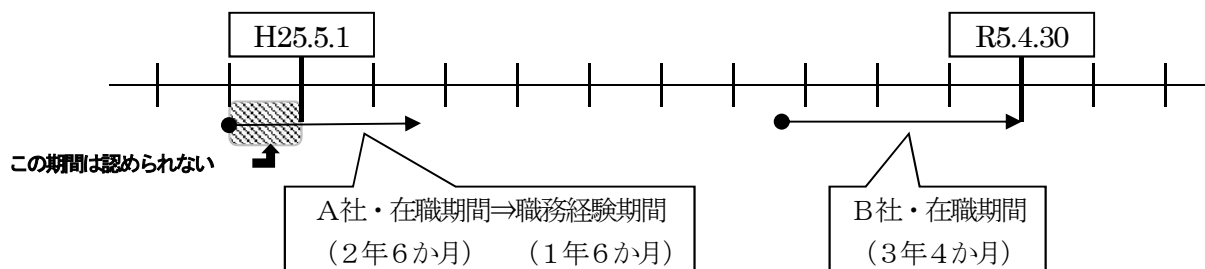 H25.5.1
R5.4.30
この期間は認められない
A社・在職期間⇒職務経験期間
（２年６か月）　（１年６か月）
B社・在職期間
（３年４か月）